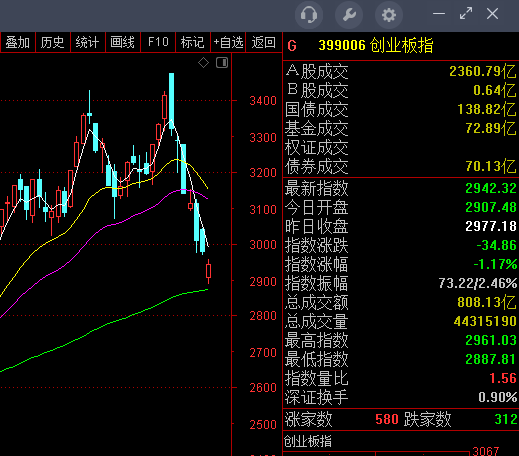 叠加 历史 统计 画线 F10 标记 +自选 返回
G 399006 创业板指
A股成交 2360.79亿
B股成交 0.64亿
国债成交 138.82亿
基金成交 72.89亿
权证成交
债券成交 70.13亿
最新指数 2942.32
今日开盘 2907.48
昨日收盘 2977.18
指数涨跌 -34.86
指数涨幅 -1.17%
指数振幅 73.22/2.46%
总成交额 808.13亿
总成交量 44315190
最高指数 2961.03
最低指数 2887.81
指数量比 1.56
深证换手 0.90%
涨家数 580 跌家数 312
创业板指
3067
3400
3300
3200
3100
3000
2900
2800
2700
2600
2500